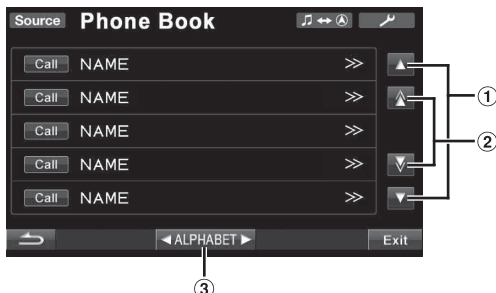 Source Phone Book
Call NAME >>
Call NAME >>
Call NAME >>
Call NAME >>
Call NAME >>
◀ ALPHABET ▶ Exit
①
②
③